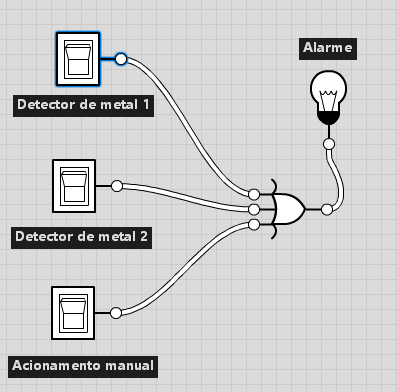 Alarme
Detector de metal 1
Detector de metal 2
Acionamento manual